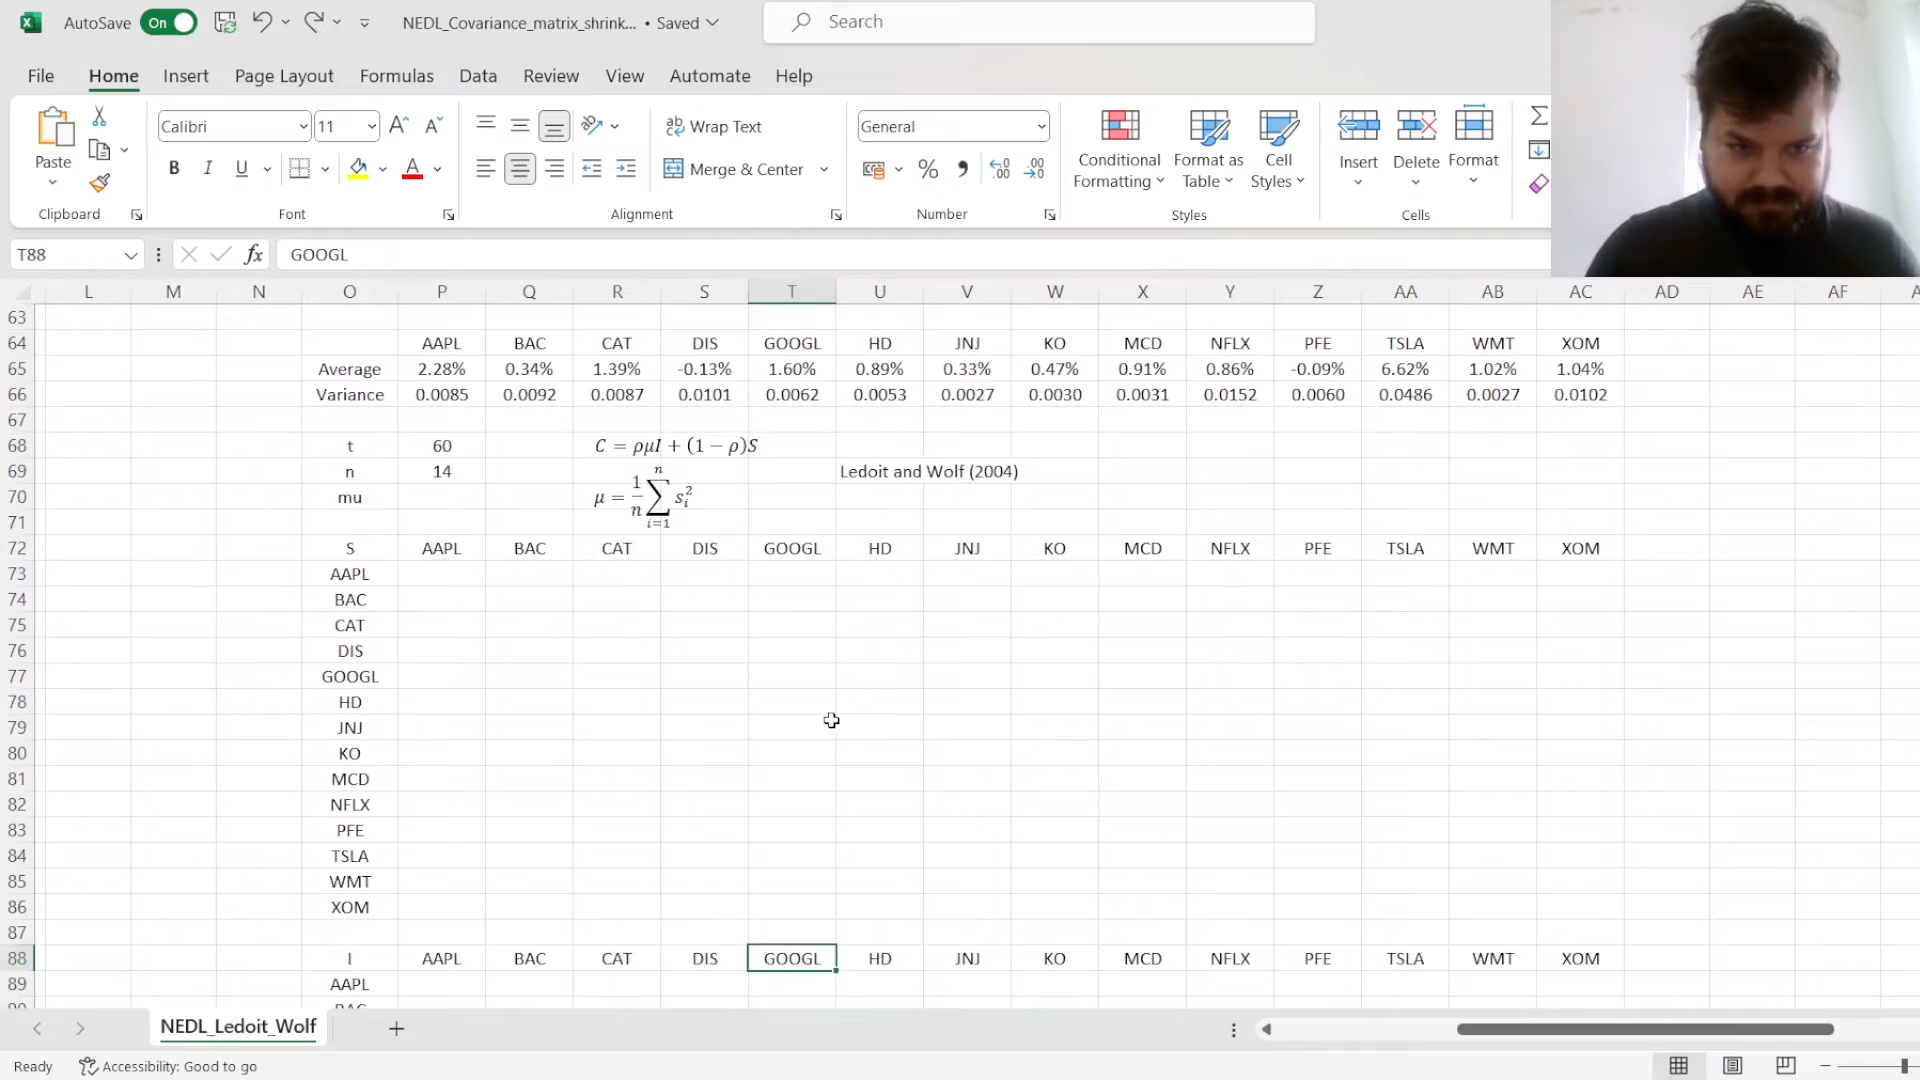 AutoSave On NEDL_Covariance_matrix_shrink... • Saved Search
File Home Insert Page Layout Formulas Data Review View Automate Help
Paste Calibri 11 Wrap Text General Conditional Formatting Format as Table Cell Styles Insert Delete Format
B I U A Merge & Center % 9
Clipboard Font Alignment Number Styles Cells
T88 fx GOOGL
L M N O P Q R S T U V W X Y Z AA AB AC AD AE AF
63
64 AAPL BAC CAT DIS GOOGL HD JNJ KO MCD NFLX PFE TSLA WMT XOM
65 Average 2.28% 0.34% 1.39% -0.13% 1.60% 0.89% 0.33% 0.47% 0.91% 0.86% -0.09% 6.62% 1.02% 1.04%
66 Variance 0.0085 0.0092 0.0087 0.0101 0.0062 0.0053 0.0027 0.0030 0.0031 0.0152 0.0060 0.0486 0.0027 0.0102
67
68 t 60 C = ρμI + (1 − ρ)S
69 n 14 Ledoit and Wolf (2004)
70 mu μ = 1/n ∑ i=1 n s_i^2
71
72 S AAPL BAC CAT DIS GOOGL HD JNJ KO MCD NFLX PFE TSLA WMT XOM
73 AAPL
74 BAC
75 CAT
76 DIS
77 GOOGL
78 HD
79 JNJ
80 KO
81 MCD
82 NFLX
83 PFE
84 TSLA
85 WMT
86 XOM
87
88 I AAPL BAC CAT DIS GOOGL HD JNJ KO MCD NFLX PFE TSLA WMT XOM
89 AAPL
NEDL_Ledoit_Wolf
Ready Accessibility: Good to go